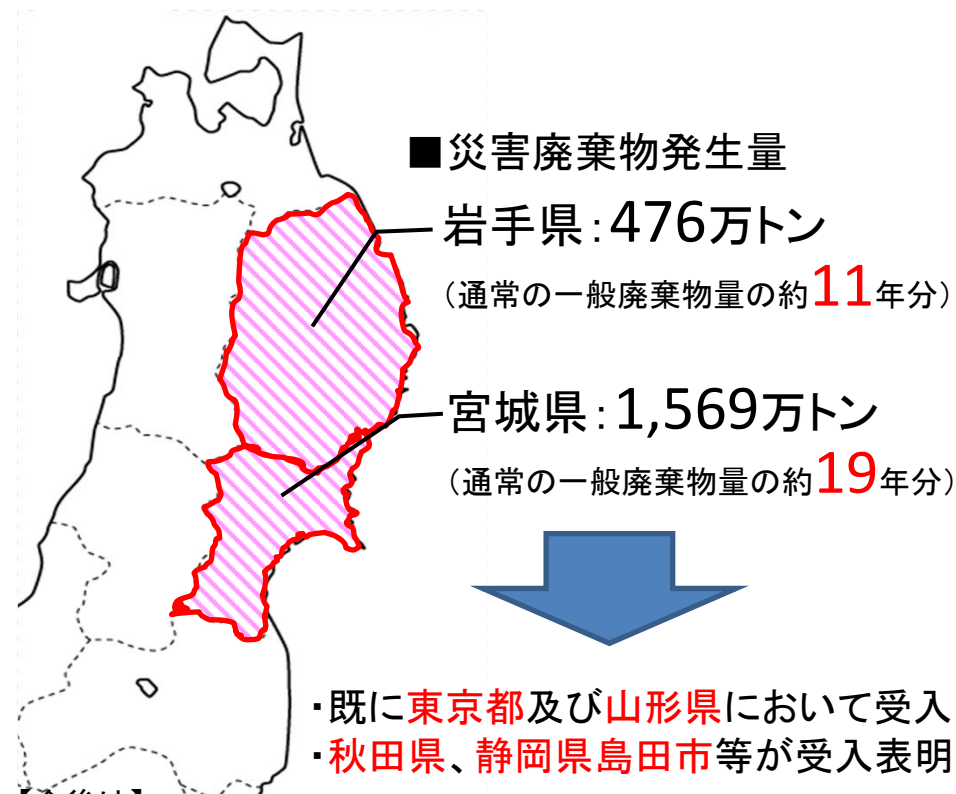 ■災害廃棄物発生量
岩手県：476万トン
（通常の一般廃棄物量の約11年分）
宮城県：1,569万トン
（通常の一般廃棄物量の約19年分）
・既に東京都及び山形県において受入
・秋田県、静岡県島田市等が受入表明